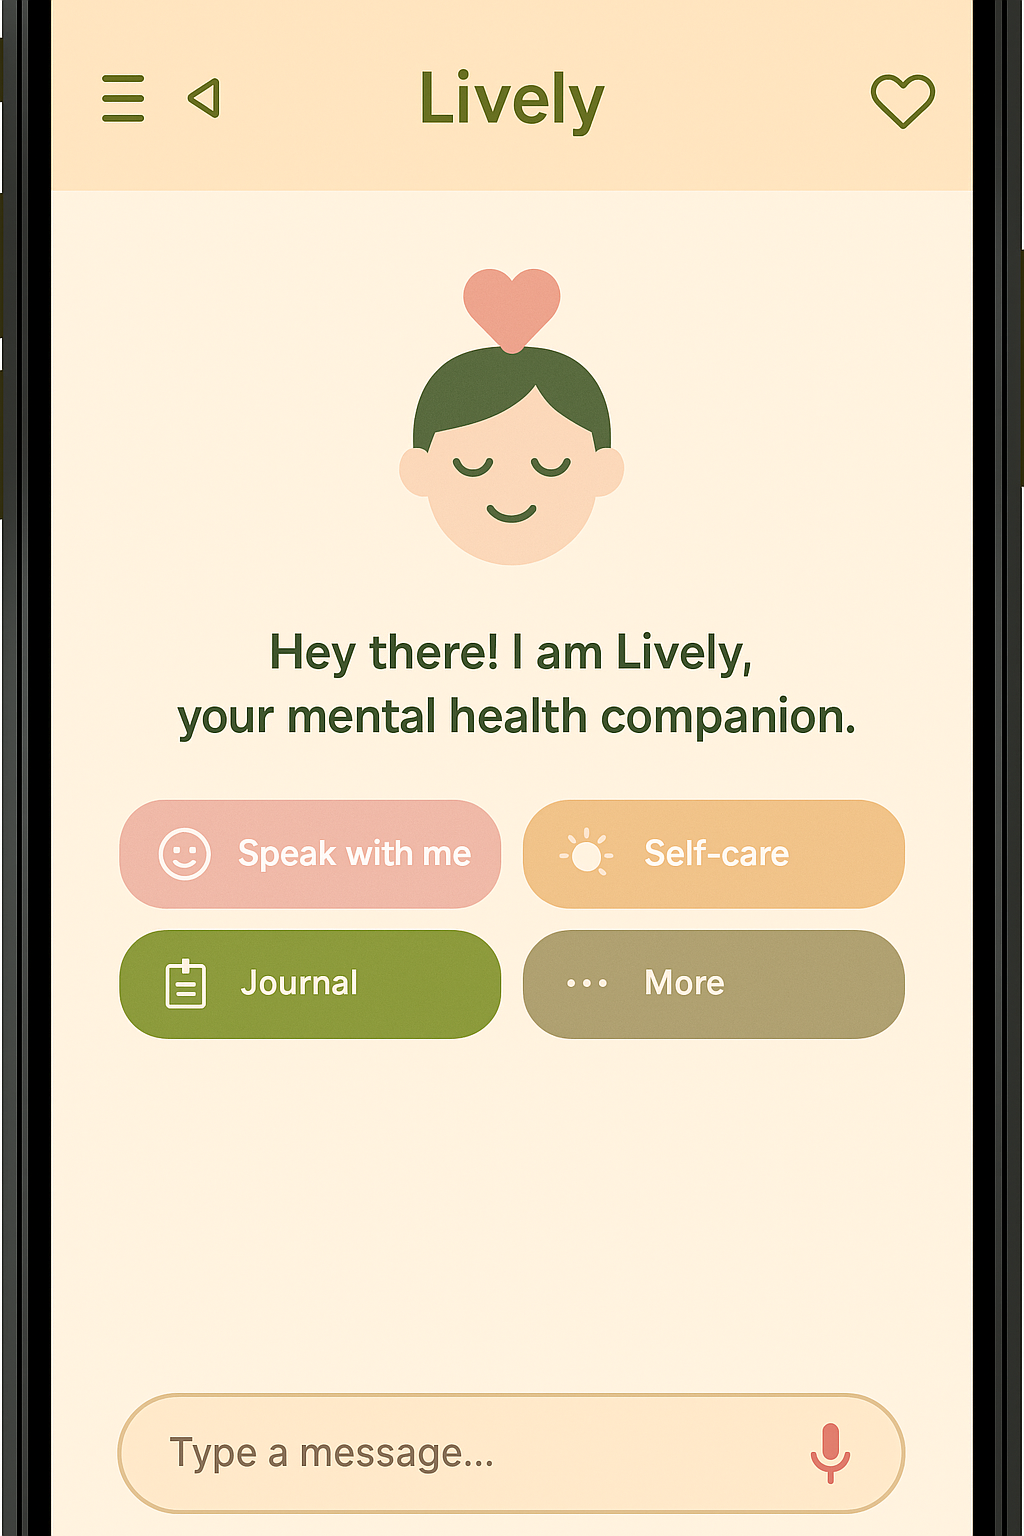 Lively
Hey there! I am Lively,
your mental health companion.
Speak with me
Self-care
Journal
More
Type a message...